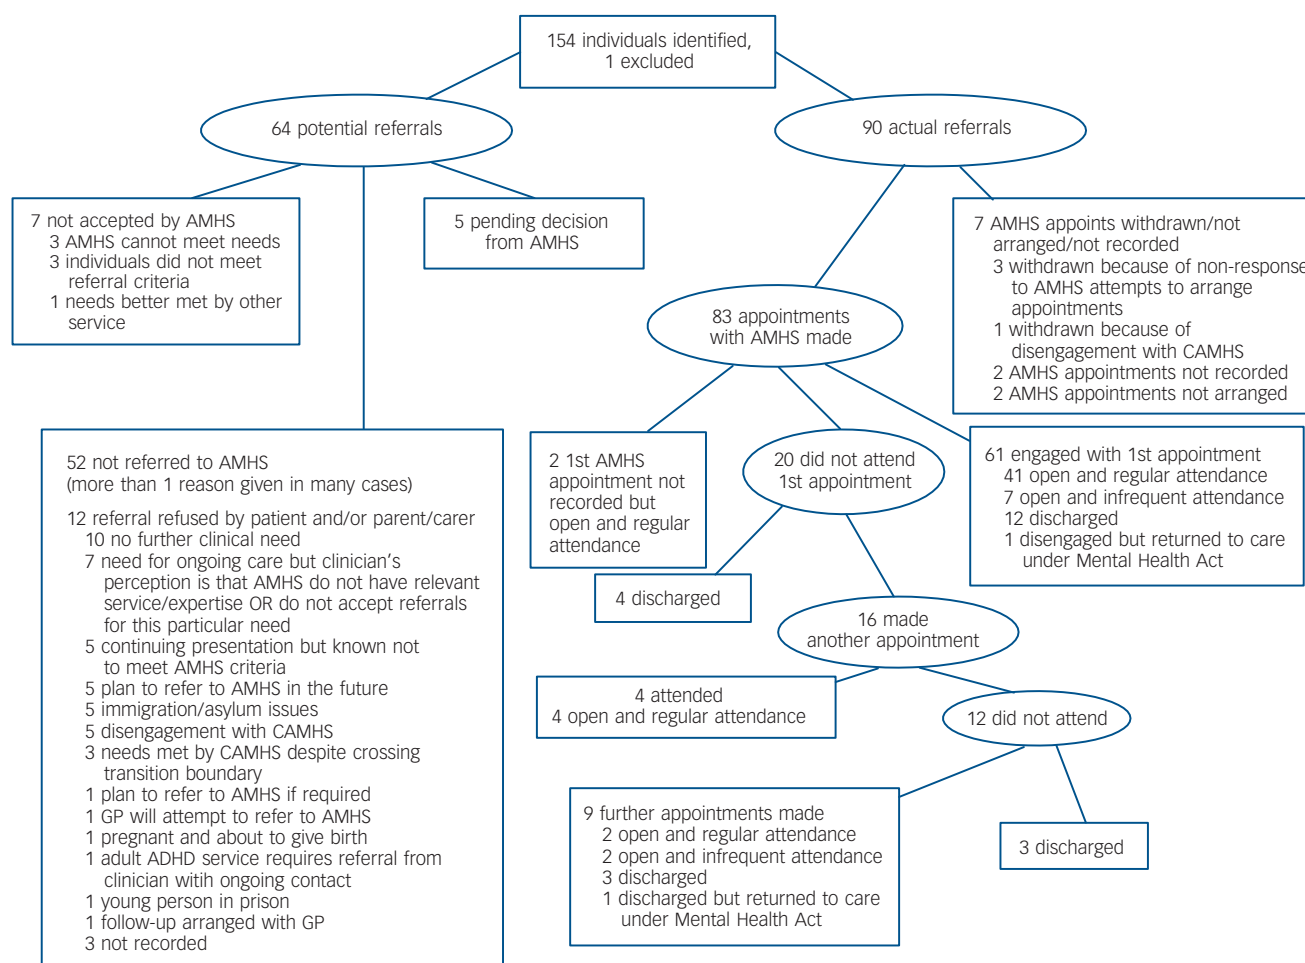 154 individuals identified,
1 excluded
64 potential referrals
90 actual referrals
7 not accepted by AMHS
3 AMHS cannot meet needs
3 individuals did not meet
referral criteria
1 needs better met by other
service
5 pending decision
from AMHS
7 AMHS appoints withdrawn/not
arranged/not recorded
3 withdrawn because of non-response
to AMHS attempts to arrange
appointments
1 withdrawn because of
disengagement with CAMHS
2 AMHS appointments not recorded
2 AMHS appointments not arranged
83 appointments
with AMHS made
52 not referred to AMHS
(more than 1 reason given in many cases)
12 referral refused by patient and/or parent/carer
10 no further clinical need
7 need for ongoing care but clinician's
perception is that AMHS do not have relevant
service/expertise OR do not accept referrals
for this particular need
5 continuing presentation but known not
to meet AMHS criteria
5 plan to refer to AMHS in the future
5 immigration/asylum issues
5 disengagement with CAMHS
3 needs met by CAMHS despite crossing
transition boundary
1 plan to refer to AMHS if required
1 GP will attempt to refer to AMHS
1 pregnant and about to give birth
1 adult ADHD service requires referral from
clinician witih ongoing contact
1 young person in prison
1 follow-up arranged with GP
3 not recorded
2 1st AMHS
appointment not
recorded but
open and regular
attendance
20 did not attend
1st appointment
61 engaged with 1st appointment
41 open and regular attendance
7 open and infrequent attendance
12 discharged
1 disengaged but returned to care
under Mental Health Act
4 discharged
16 made
another appointment
4 attended
4 open and regular attendance
12 did not attend
9 further appointments made
2 open and regular attendance
2 open and infrequent attendance
3 discharged
1 discharged but returned to care
under Mental Health Act
3 discharged